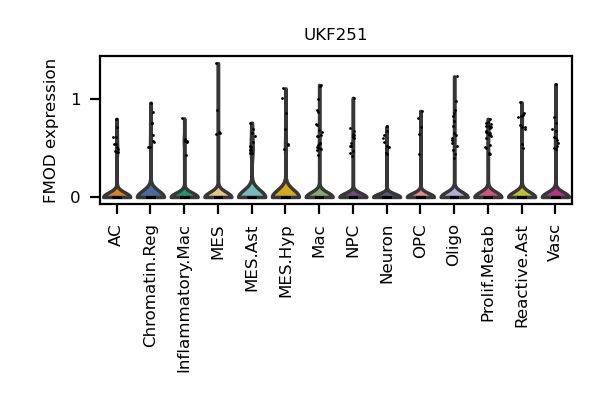 UKF251
FMOD expression
1
0
AC
Chromatin.Reg
Inflammatory.Mac
MES
MES.Ast
MES.Hyp
Mac
NPC
Neuron
OPC
Oligo
Prolif.Metab
Reactive.Ast
Vasc